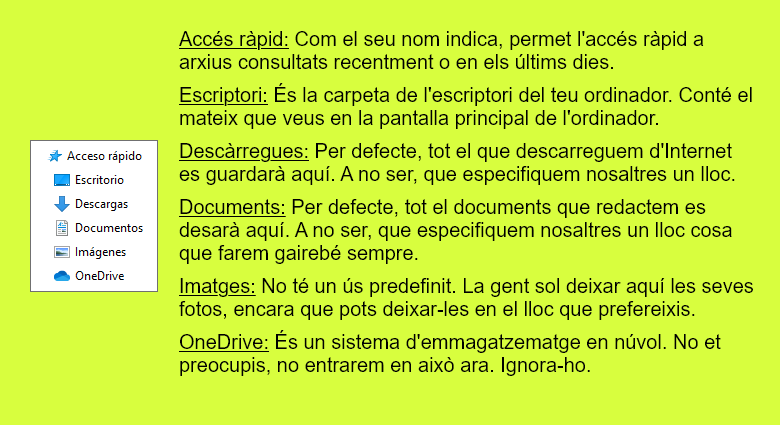 Accés ràpid: Com el seu nom indica, permet l'accés ràpid a
arxius consultats recentment o en els últims dies.
Escriptori: És la carpeta de l'escriptori del teu ordinador. Conté el
mateix que veus en la pantalla principal de l'ordinador.
Descàrregues: Per defecte, tot el que descarreguem d'Internet
es guardarà aquí. A no ser, que especifiquem nosaltres un lloc.
Documents: Per defecte, tot el documents que redactem es
desarà aquí. A no ser, que especifiquem nosaltres un lloc cosa
que farem gairebé sempre.
Imatges: No té un ús predefinit. La gent sol deixar aquí les seves
fotos, encara que pots deixar-les en el lloc que prefereixis.
OneDrive: És un sistema d'emmagatzematge en núvol. No et
preocupis, no entrarem en això ara. Ignora-ho.
Acceso rápido
Escritorio
Descargas
Documentos
Imágenes
OneDrive